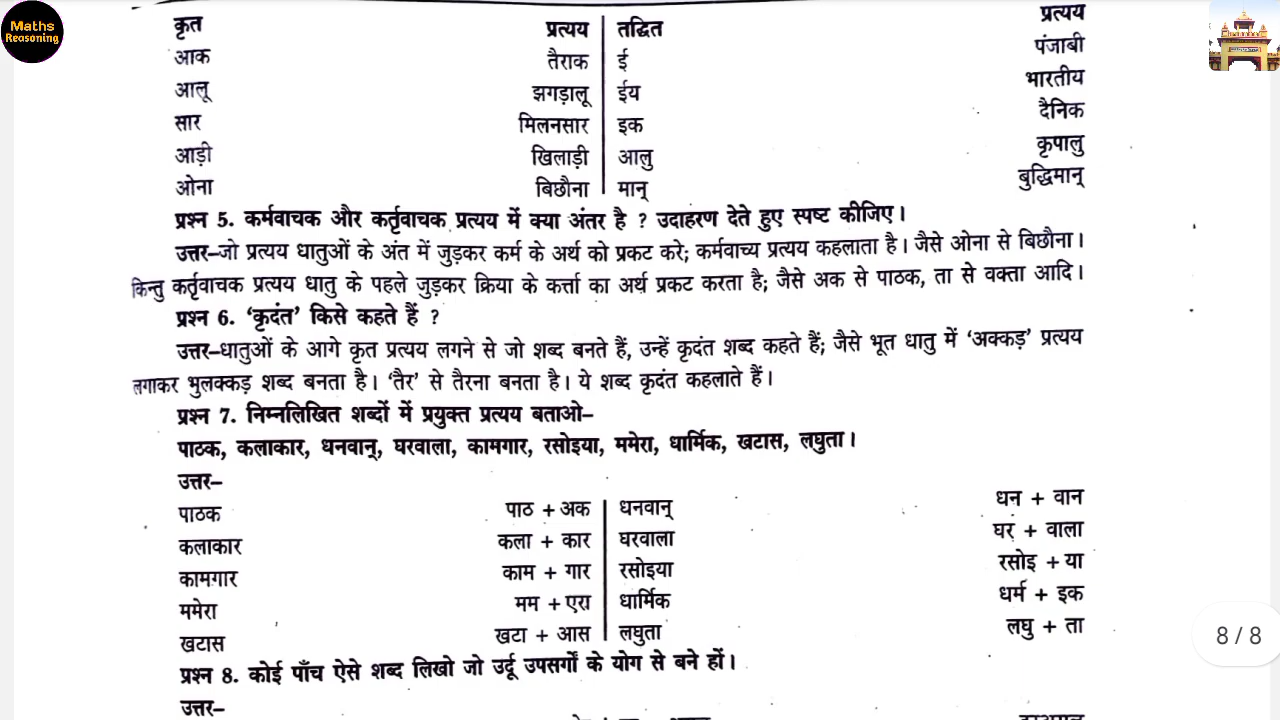 Maths
Reasoning
कृत प्रत्यय तद्धित प्रत्यय
आक तैराक ई पंजाबी
आलू झगड़ालू ईय भारतीय
सार मिलनसार इक दैनिक
आड़ी खिलाड़ी आलु कृपालु
ओना बिछौना मान् बुद्धिमान्
प्रश्न 5. कर्मवाचक और कर्तृवाचक प्रत्यय में क्या अंतर है ? उदाहरण देते हुए स्पष्ट कीजिए।
उत्तर–जो प्रत्यय धातुओं के अंत में जुड़कर कर्म के अर्थ को प्रकट करे; कर्मवाच्य प्रत्यय कहलाता है। जैसे ओना से बिछौना।
किन्तु कर्तृवाचक प्रत्यय धातु के पहले जुड़कर क्रिया के कर्त्ता का अर्थ प्रकट करता है; जैसे अक से पाठक, ता से वक्ता आदि।
प्रश्न 6. ‘कृदंत’ किसे कहते हैं ?
उत्तर–धातुओं के आगे कृत प्रत्यय लगने से जो शब्द बनते हैं, उन्हें कृदंत शब्द कहते हैं; जैसे भूत धातु में ‘अक्कड़’ प्रत्यय
लगाकर भुलक्कड़ शब्द बनता है। ‘तैर’ से तैरना बनता है। ये शब्द कृदंत कहलाते हैं।
प्रश्न 7. निम्नलिखित शब्दों में प्रयुक्त प्रत्यय बताओ–
पाठक, कलाकार, धनवान्, घरवाला, कामगार, रसोइया, ममेरा, धार्मिक, खटास, लघुता।
उत्तर–
पाठक पाठ + अक धनवान् धन + वान
कलाकार कला + कार घरवाला घर + वाला
कामगार काम + गार रसोइया रसोइ + या
ममेरा मम + एरा धार्मिक धर्म + इक
खटास खटा + आस लघुता लघु + ता
प्रश्न 8. कोई पाँच ऐसे शब्द लिखो जो उर्दू उपसर्गों के योग से बने हों।
उत्तर–
8 / 8